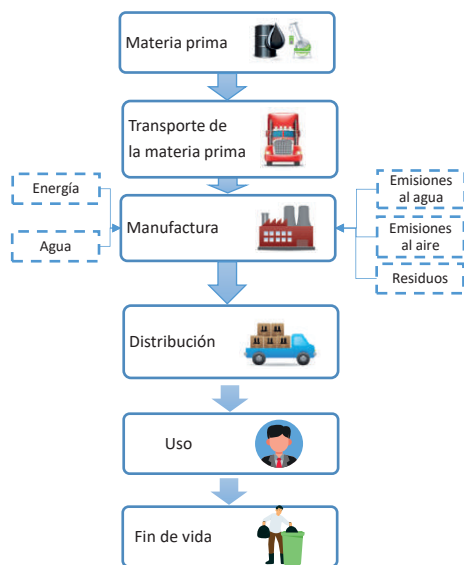 Materia prima
Transporte de
la materia prima
Energía
Agua
Manufactura
Emisiones
al agua
Emisiones
al aire
Residuos
Distribución
Uso
Fin de vida